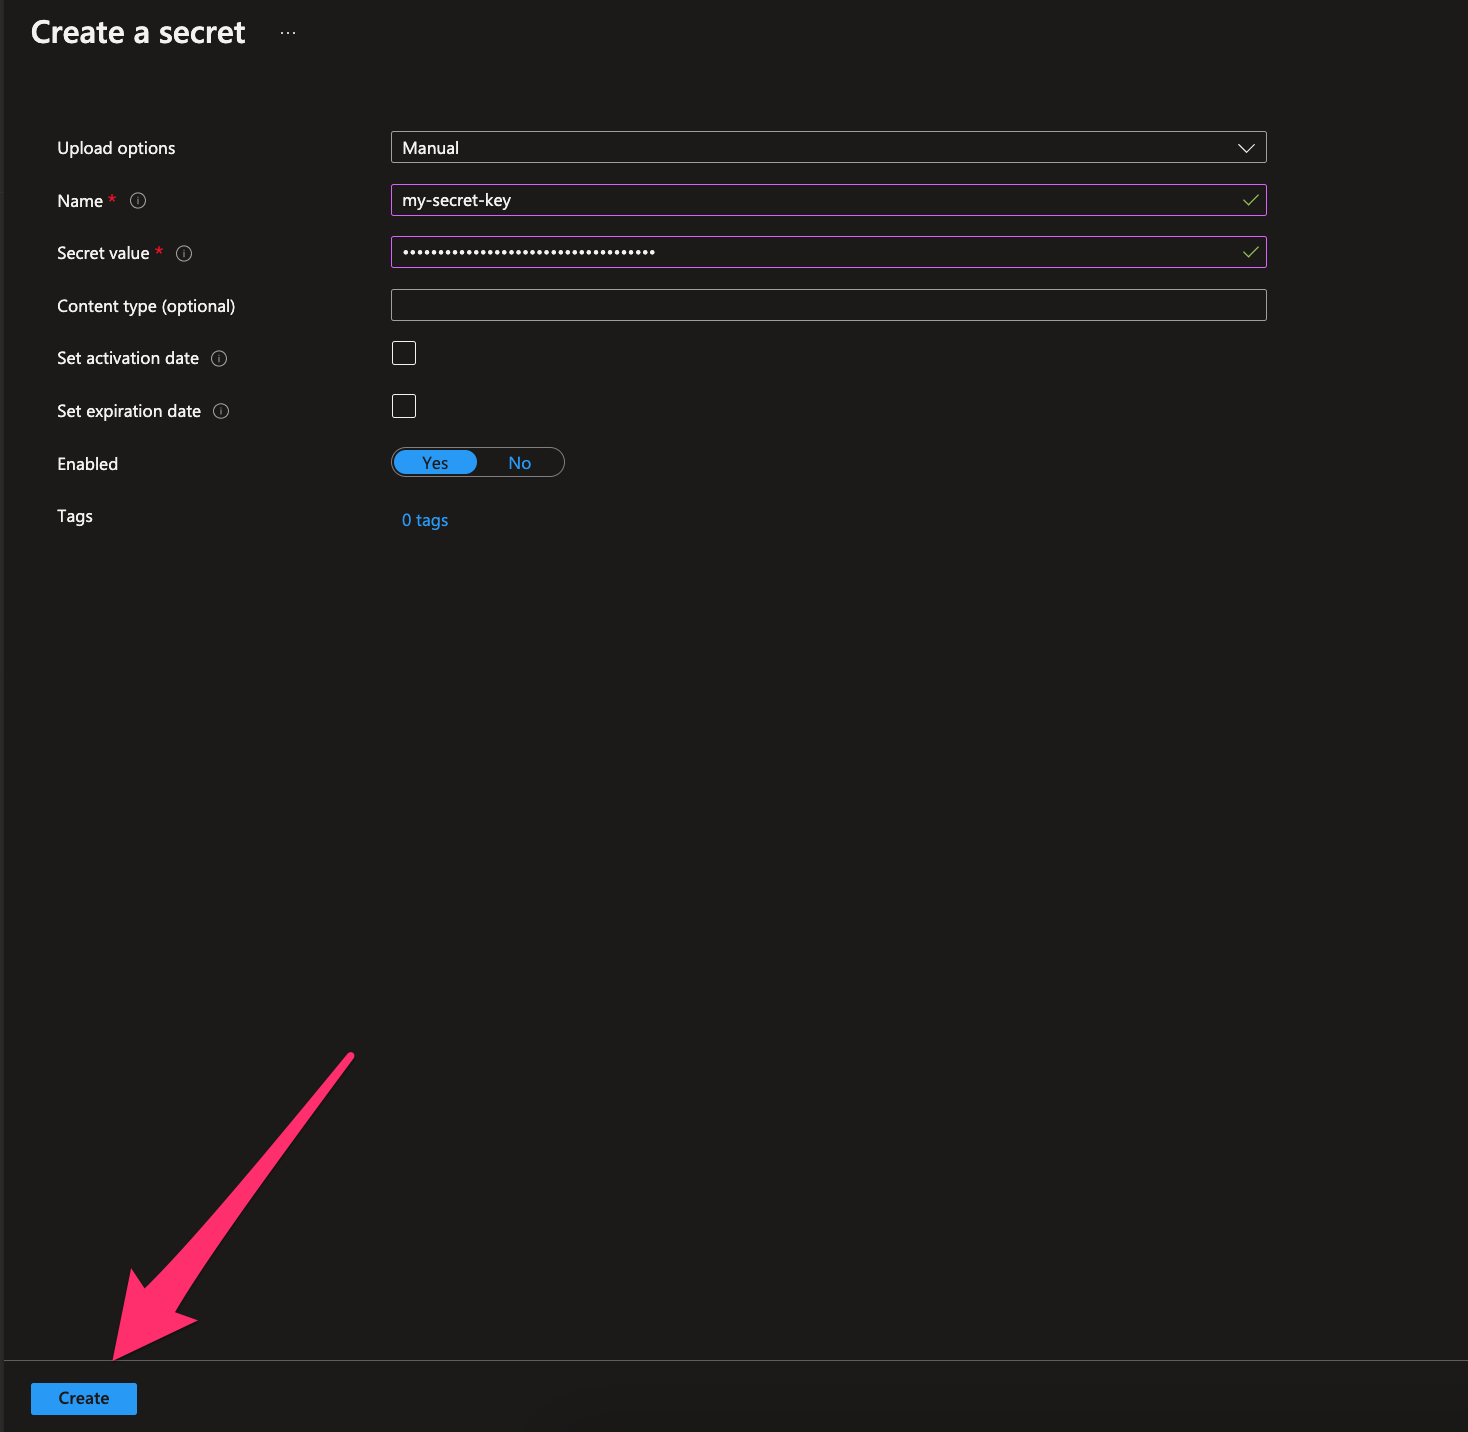 Create a secret ...
Upload options Manual
Name * my-secret-key
Secret value * ••••••••••••••••••••••••••••••••••••
Content type (optional)
Set activation date
Set expiration date
Enabled Yes No
Tags 0 tags
Create